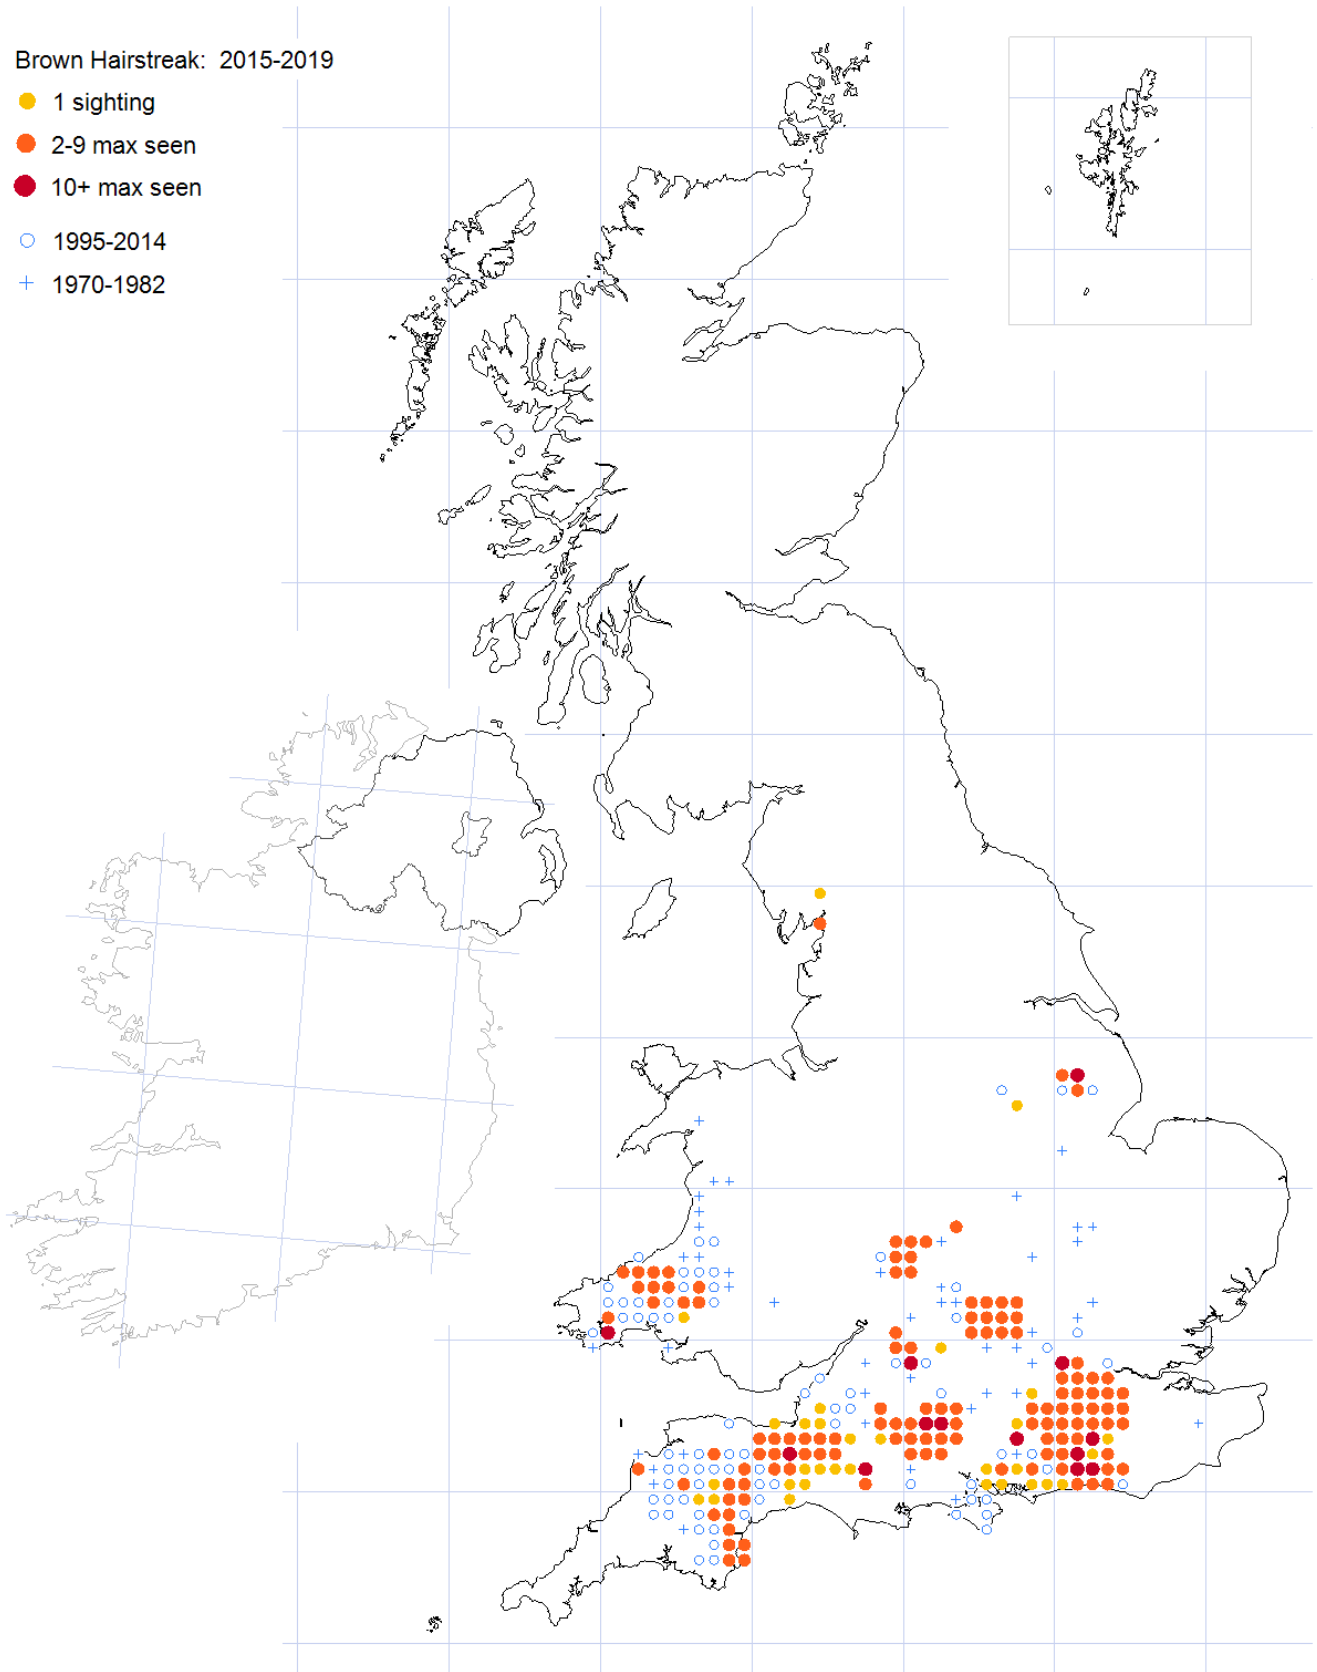 Brown Hairstreak: 2015-2019
1 sighting
2-9 max seen
10+ max seen
1995-2014
1970-1982